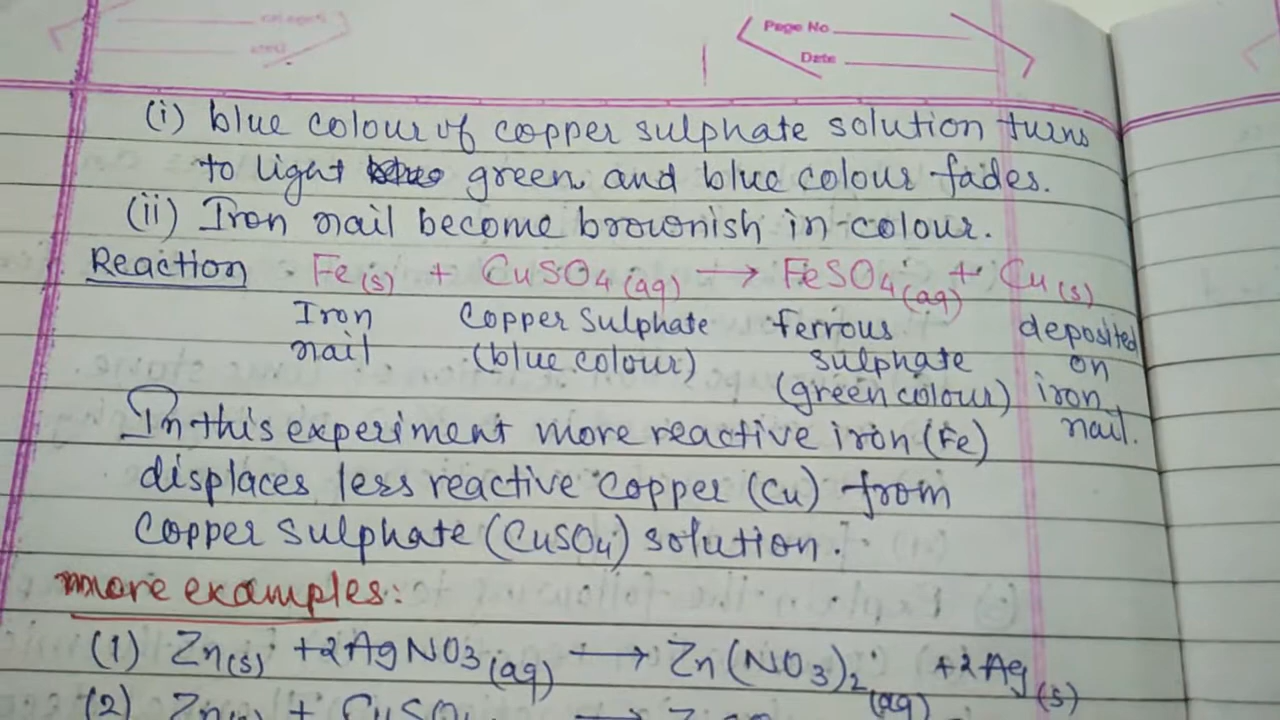 Page No
Date
(i) blue colour of copper sulphate solution turns
to light green and blue colour fades.
(ii) Iron nail become brownish in colour.
Reaction Fe(s) + CuSO4(aq) → FeSO4(aq) + Cu(s)
Iron Copper Sulphate ferrous deposited
nail (blue colour) sulphate on
(green colour) iron
nail.
In this experiment more reactive iron (Fe)
displaces less reactive Copper (Cu) from
Copper Sulphate (CuSO4) solution.
more examples:
(1) Zn(s) + 2AgNO3(aq) → Zn(NO3)2(aq) + 2Ag(s)
(2) + →